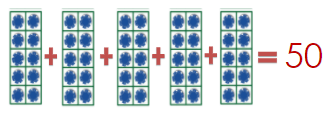 + + + + = 50